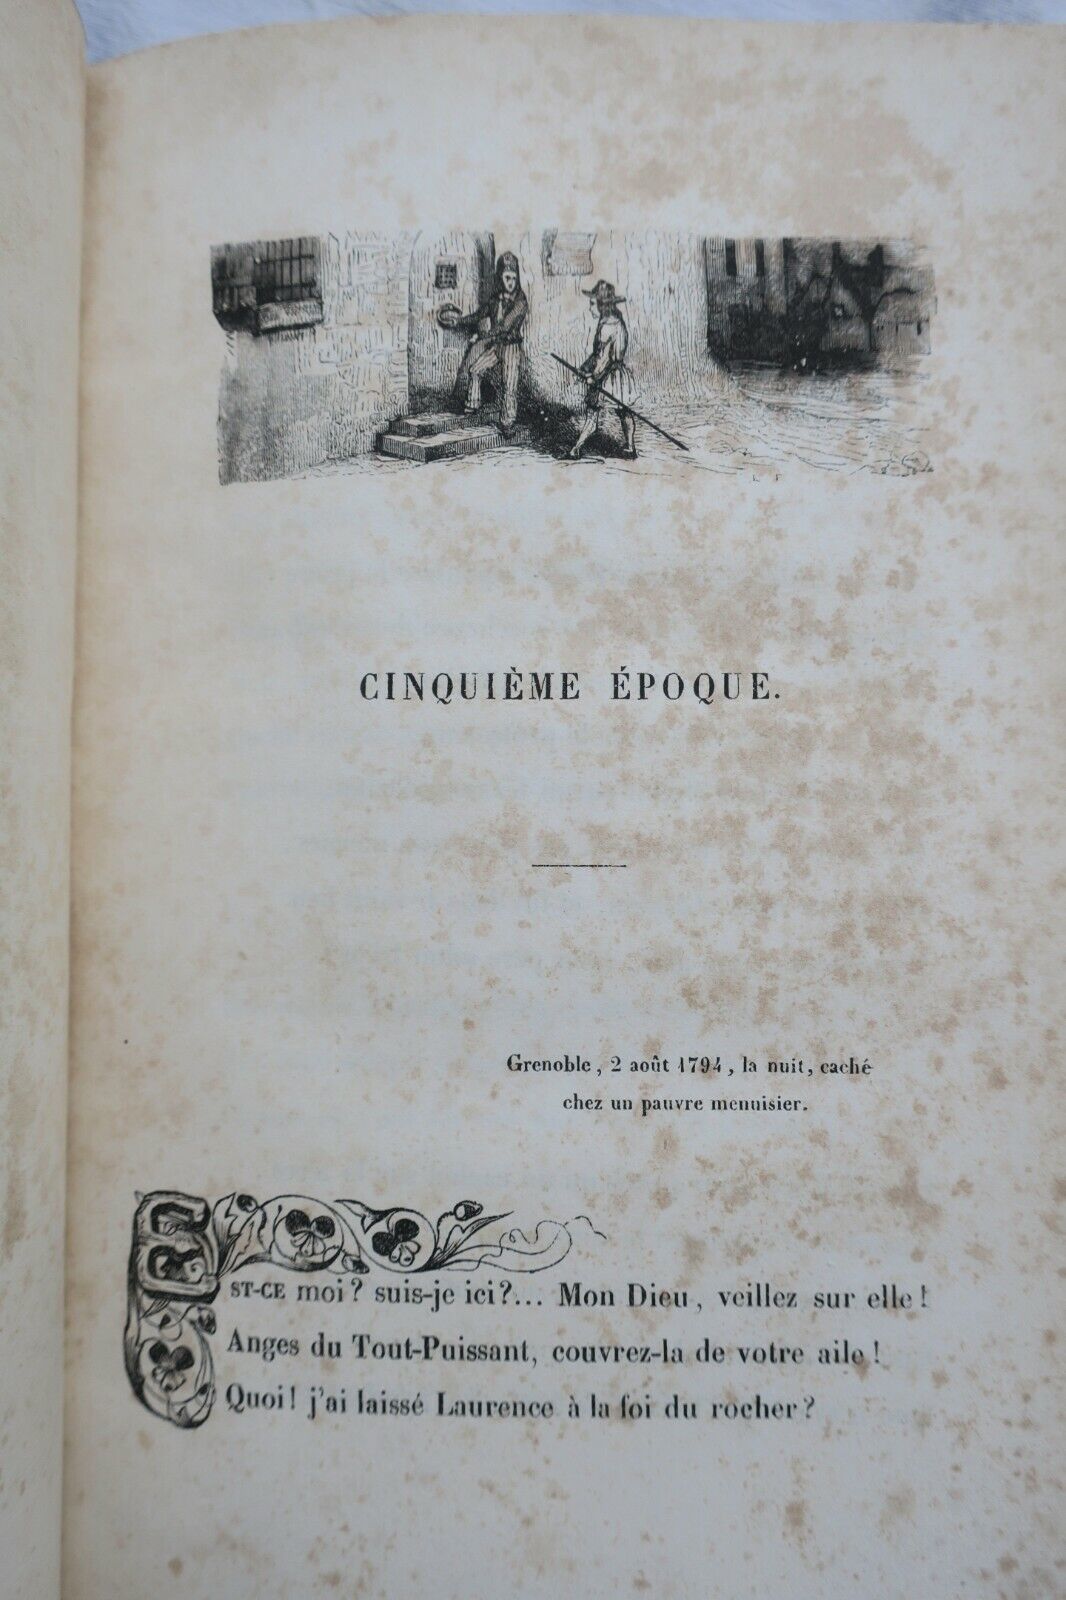 CINQUIÈME ÉPOQUE.
Grenoble, 2 août 1794, la nuit, caché
chez un pauvre menuisier.
EST-CE moi? suis-je ici?... Mon Dieu, veillez sur elle!
Anges du Tout-Puissant, couvrez-la de votre aile!
Quoi! j'ai laissé Laurence à la foi du rocher?